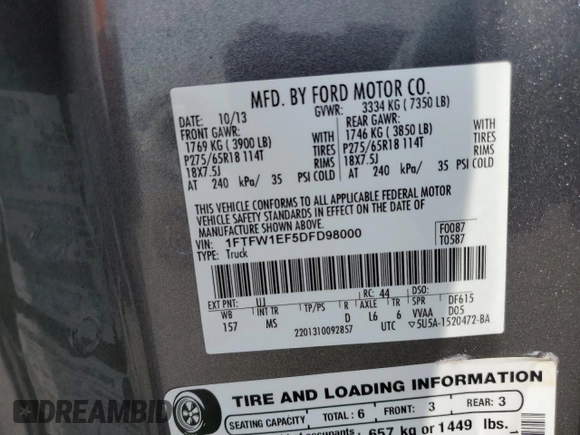 MFD. BY FORD MOTOR CO.
DATE: 10/13 GVWR: 3334 KG ( 7350 LB)
FRONT GAWR: REAR GAWR:
1769 KG ( 3900 LB) WITH 1746 KG ( 3850 LB) WITH
P275/65R18 114T TIRES P275/65R18 114T TIRES
18X7.5J RIMS 18X7.5J RIMS
AT 240 kPa/ 35 PSI COLD AT 240 kPa/ 35 PSI COLD
THIS VEHICLE CONFORMS TO ALL APPLICABLE FEDERAL MOTOR
VEHICLE SAFETY STANDARDS IN EFFECT ON THE DATE OF
MANUFACTURE SHOWN ABOVE.
VIN: 1FTFW1EF5DFD98000 F0087
TYPE: Truck T0587
EXT PNT: UJ RC: 44 DSO:
WB INT TR TP/PS R AXLE TR SPR DF615
157 MS D L6 6 VVAA D05
2201310092857 UTC ▽5U5A-1520472-BA
TIRE AND LOADING INFORMATION
SEATING CAPACITY TOTAL : 6 FRONT: 3 REAR: 3
occupants 657 kg or 1449 lbs.
DREAMBID